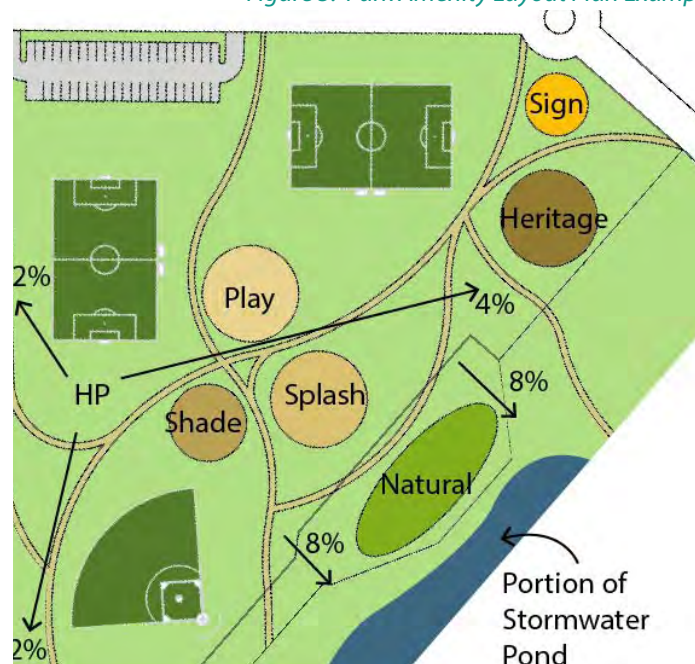 Sign
Heritage
2%
Play
4%
HP
Shade
Splash
8%
Natural
8%
2%
Portion of
Stormwater
Pond